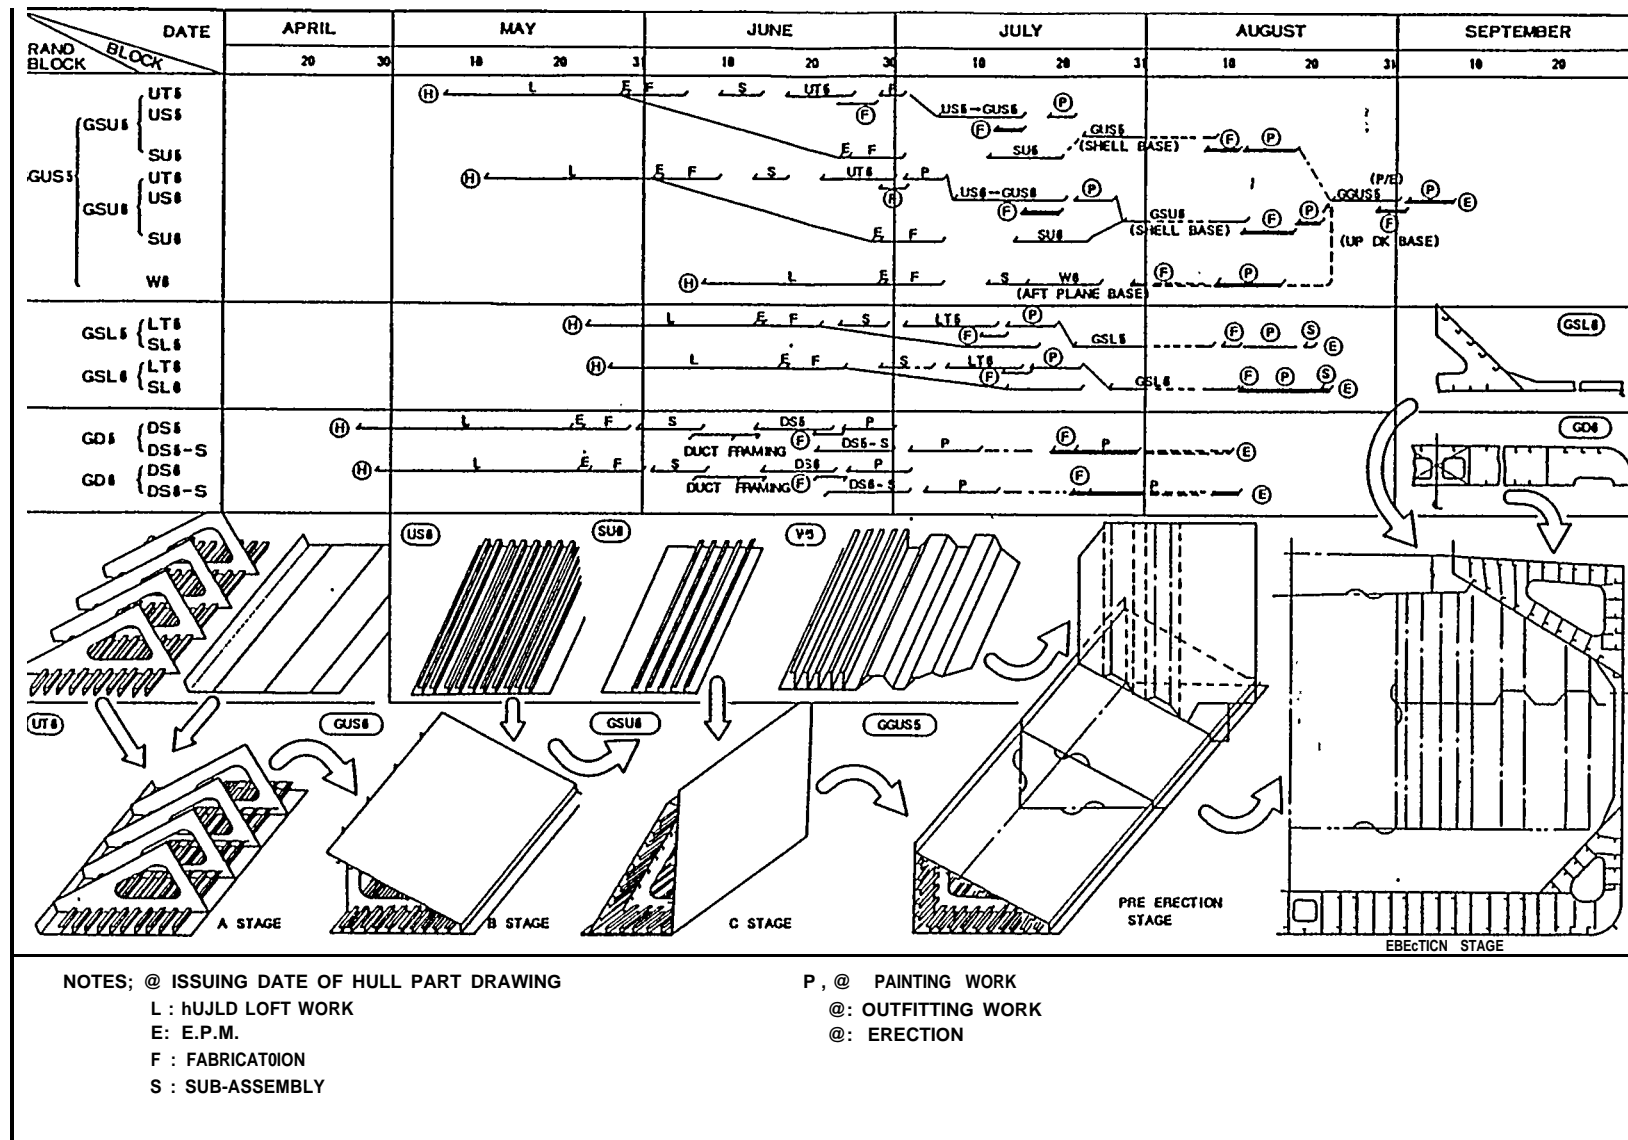 DATE APRIL MAY JUNE JULY AUGUST SEPTEMBER
RAND BLOCK BLOCK
20 30 10 20 31 10 20 30 10 20 31 10 20 31 10 20
UT5 H L E F S UT5 P
US5 F US5→GUS5 P
GSU5 F GUS5 F P
SU5 E F SU5 (SHELL BASE)
GUS5 UT6 H L E F S UT6 P (P/E)
US6 F US6→GUS6 P GGUS5 P E
GSU6 F GSU6 F P F
SU6 E F SU6 (SHELL BASE) (UP DK BASE)
W6 H L E F S W6 F P
(AFT PLANE BASE)
GSL5 LT5 H L E F S LT5 P GSL6
SL5 F GSL5 F P S E
GSL6 LT6 H L E F S LT6 P
SL6 F GSL6 F P S E
GD5 DS5 H L E F S DS5 P GD6
DS5-S DUCT FRAMING F DS5-S P F P E
GD6 DS6 H L E F S DS6 P
DS6-S DUCT FRAMING F DS6-S P F P E
US6 SU6
UT6 GUS6 GSU6 GGUS5
A STAGE B STAGE C STAGE PRE ERECTION
STAGE
EBEcTICN STAGE
NOTES; @ ISSUING DATE OF HULL PART DRAWING
L : hUJLD LOFT WORK
E: E.P.M.
F : FABRICAT0ION
S : SUB-ASSEMBLY
P , @ PAINTING WORK
@: OUTFITTING WORK
@: ERECTION